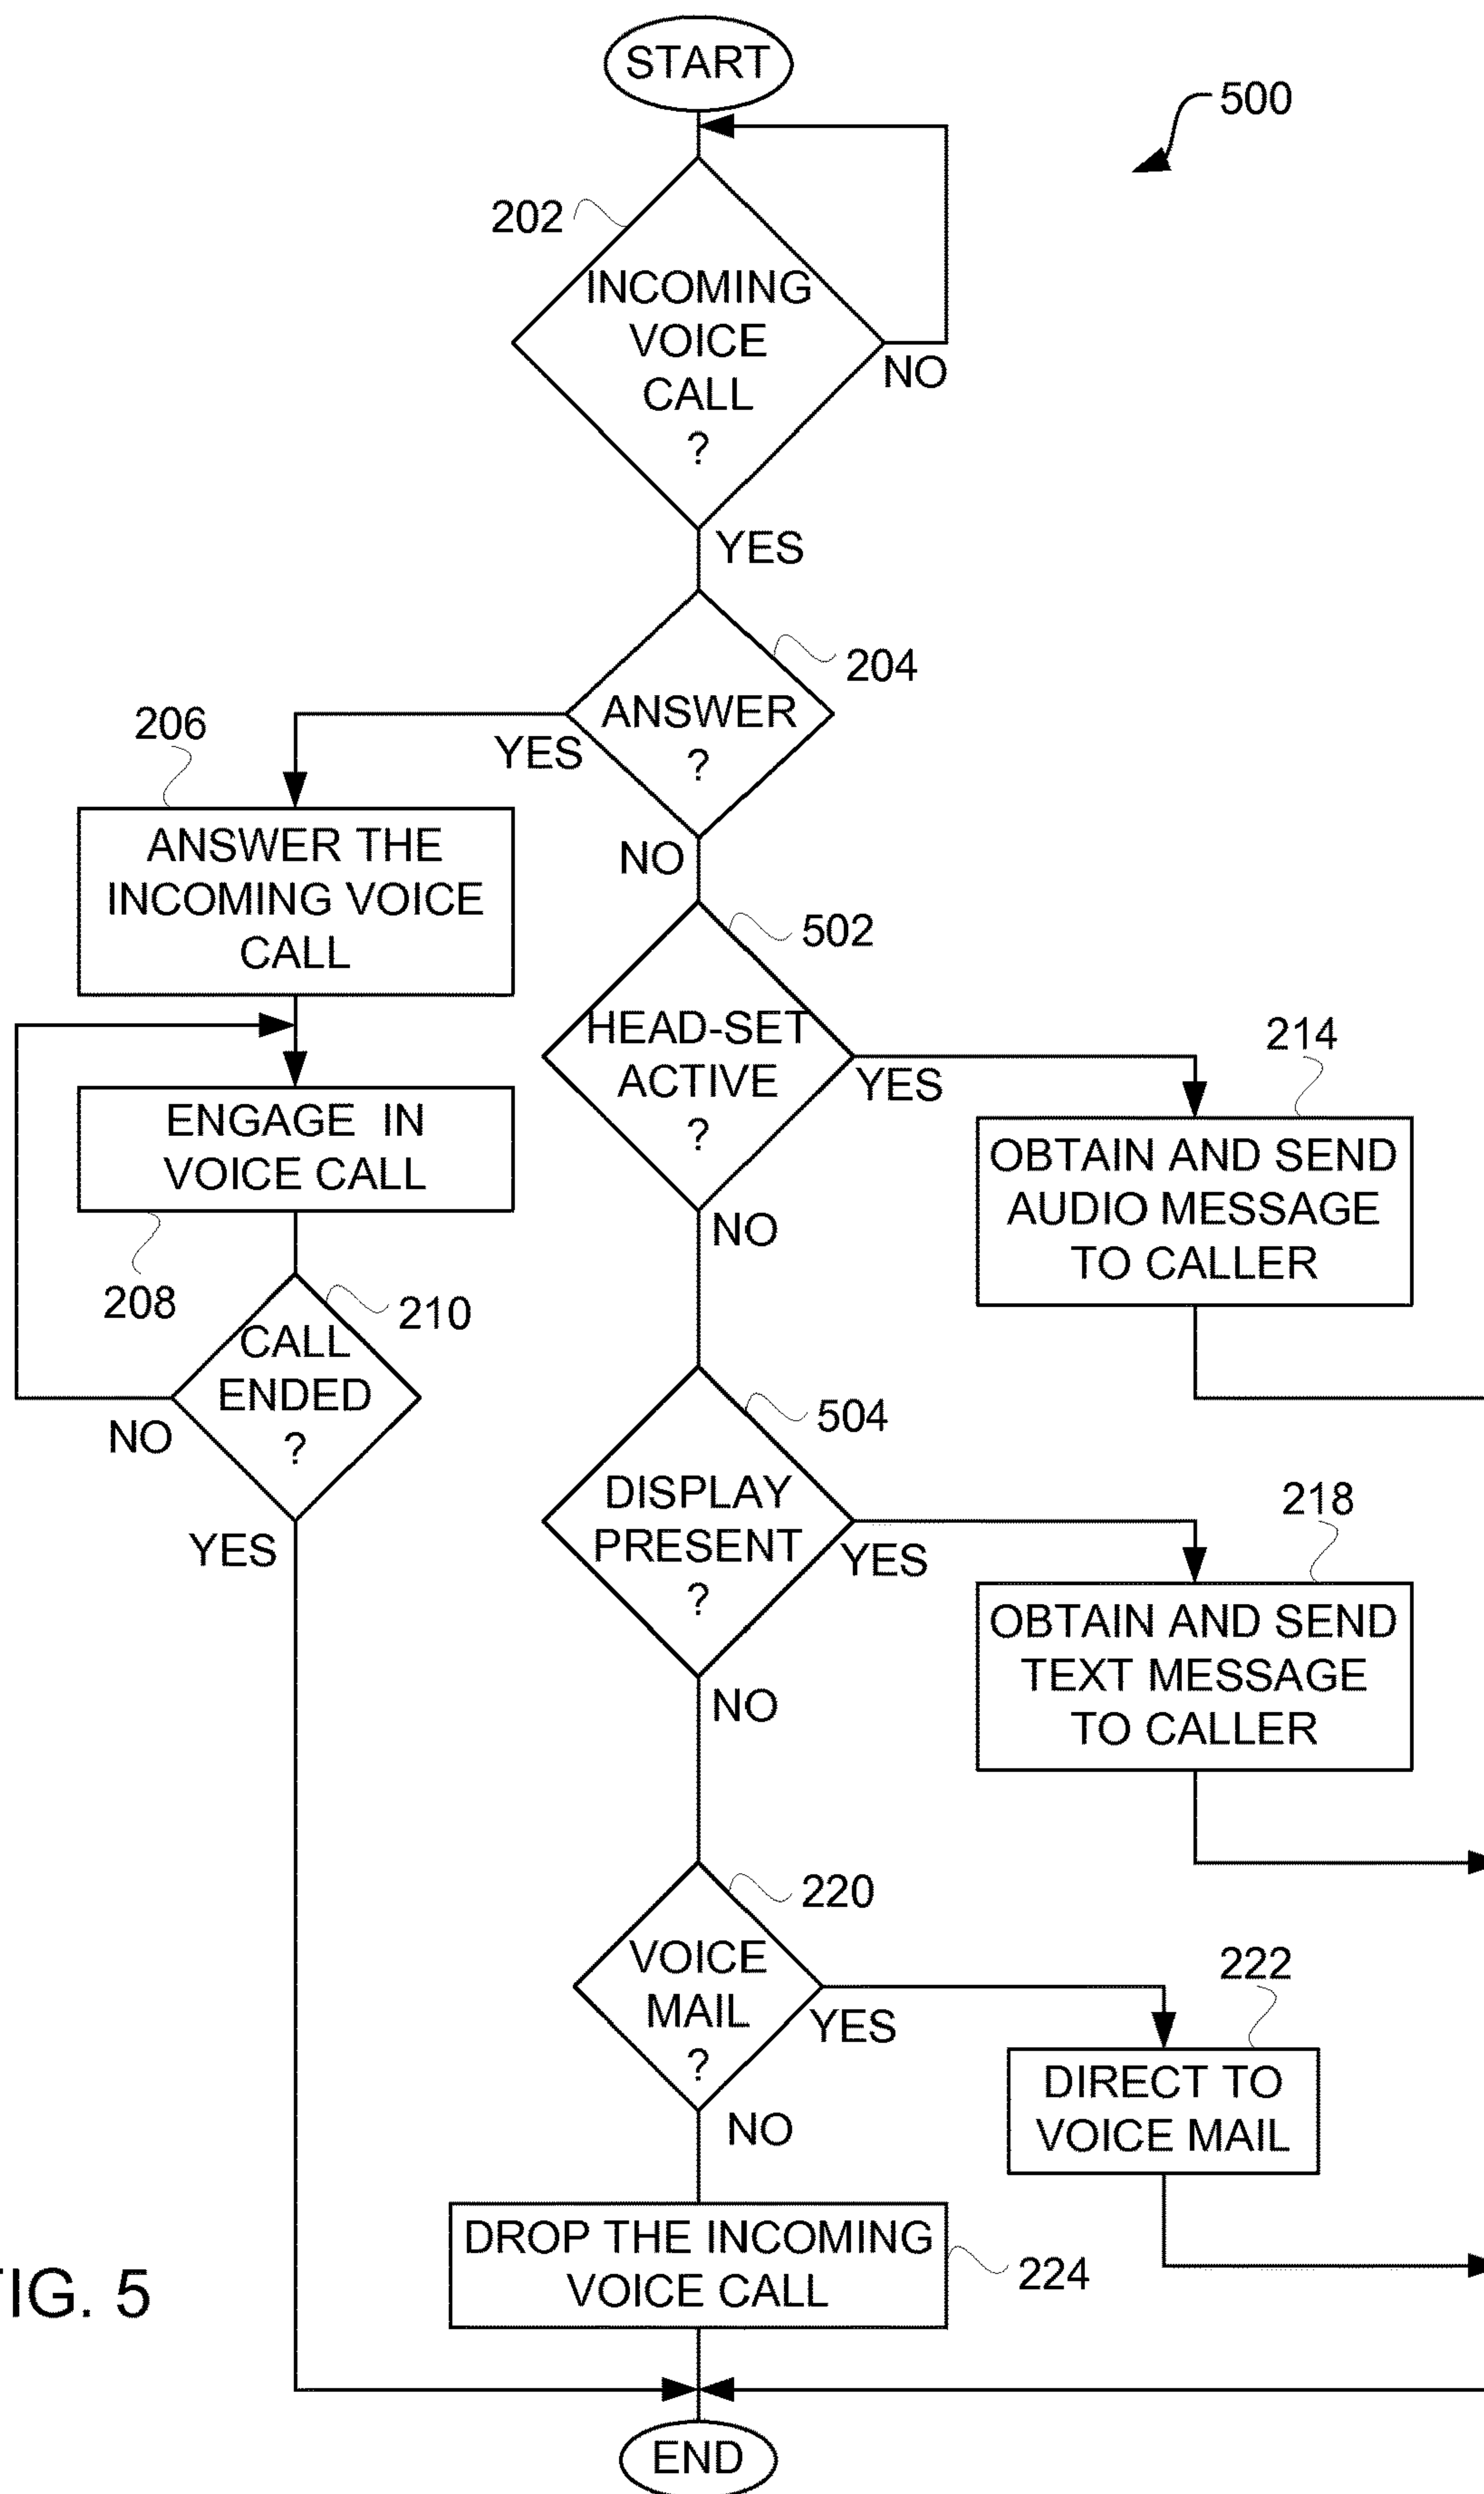 START
500
202
INCOMING
VOICE
CALL
?
NO
YES
204
ANSWER
?
YES
NO
206
ANSWER THE
INCOMING VOICE
CALL
502
HEAD-SET
ACTIVE
?
YES
NO
214
OBTAIN AND SEND
AUDIO MESSAGE
TO CALLER
ENGAGE IN
VOICE CALL
208
210
CALL
ENDED
?
NO
YES
504
DISPLAY
PRESENT
?
YES
NO
218
OBTAIN AND SEND
TEXT MESSAGE
TO CALLER
220
VOICE
MAIL
?
YES
NO
222
DIRECT TO
VOICE MAIL
DROP THE INCOMING
VOICE CALL
224
IG. 5
END